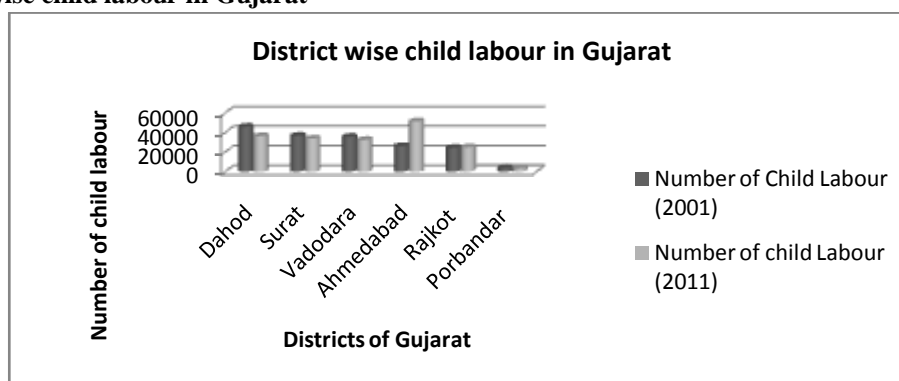 wise child labour in Gujarat
District wise child labour in Gujarat
Number of child labour
60000
40000
20000
0
Dahod
Surat
Vadodara
Ahmedabad
Rajkot
Porbandar
Districts of Gujarat
Number of Child Labour
(2001)
Number of child Labour
(2011)